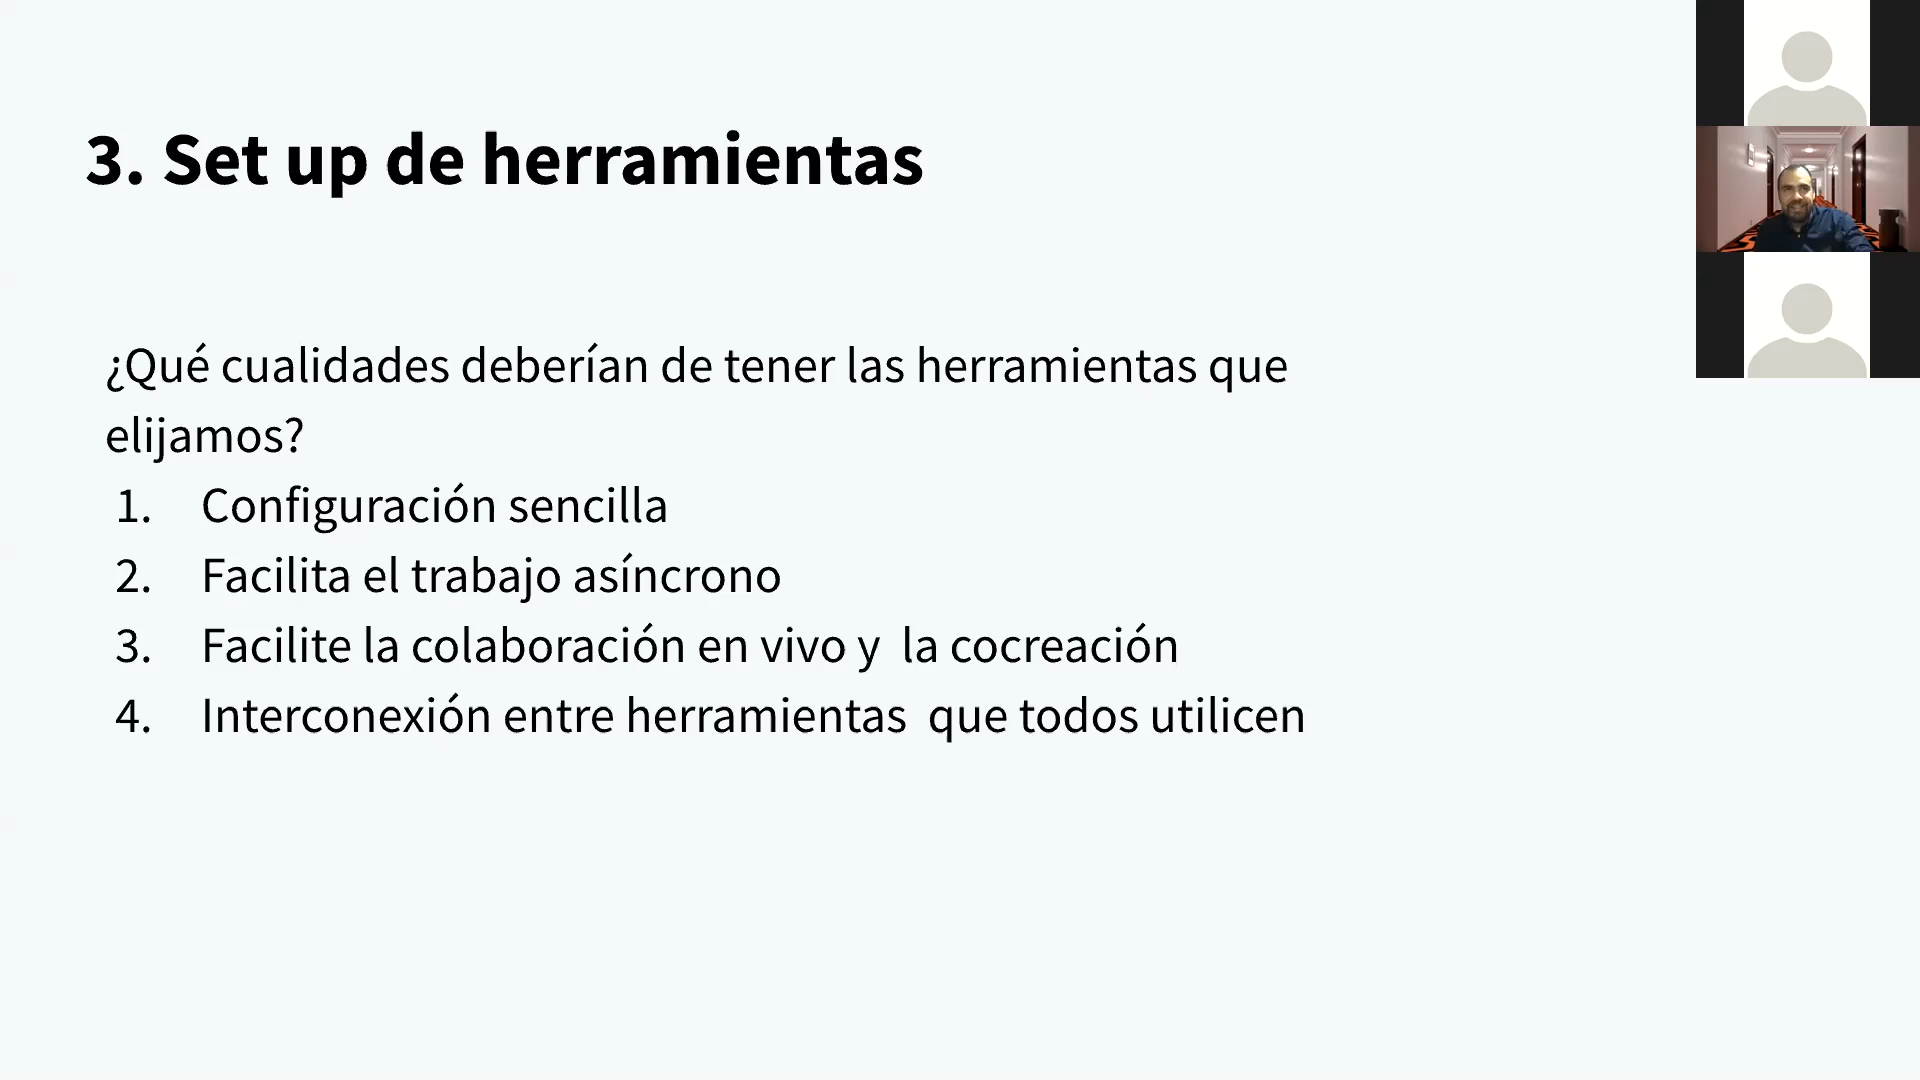 3. Set up de herramientas
¿Qué cualidades deberían de tener las herramientas que
elijamos?
1. Configuración sencilla
2. Facilita el trabajo asíncrono
3. Facilite la colaboración en vivo y  la cocreación
4. Interconexión entre herramientas  que todos utilicen